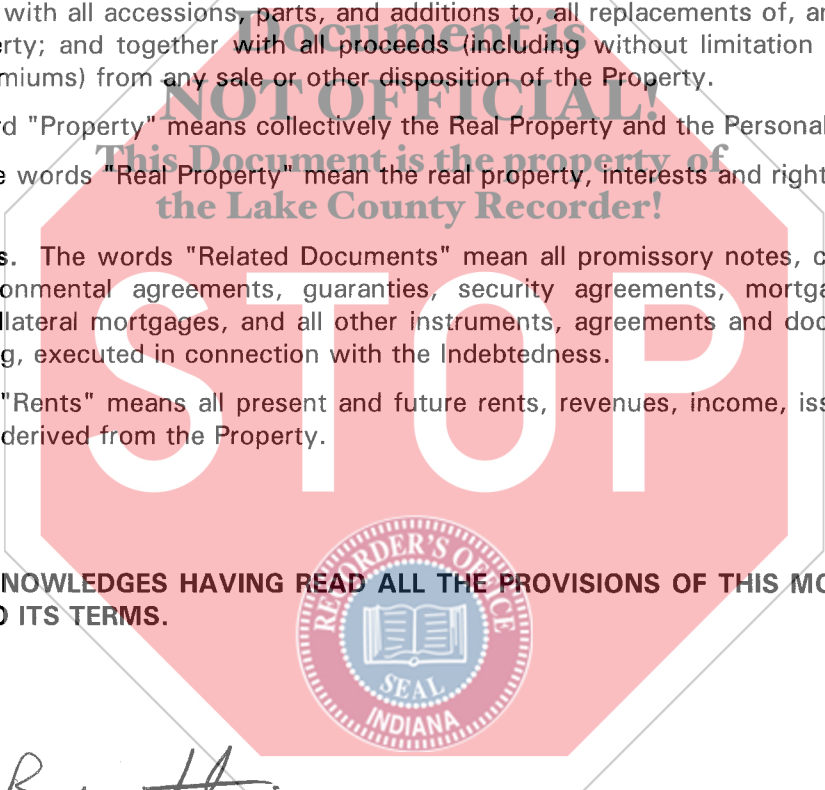 with all accessions, parts, and additions to, all replacements of, an
erty; and together with all proceeds (including without limitation
miums) from any sale or other disposition of the Property.
rd "Property" means collectively the Real Property and the Personal
e words "Real Property" mean the real property, interests and right
s. The words "Related Documents" mean all promissory notes, c
onmental agreements, guaranties, security agreements, mortga
llateral mortgages, and all other instruments, agreements and doc
g, executed in connection with the Indebtedness.
"Rents" means all present and future rents, revenues, income, iss
derived from the Property.
NOWLEDGES HAVING READ ALL THE PROVISIONS OF THIS MO
O ITS TERMS.
Document is
NOT OFFICIAL!
This Document is the property of
the Lake County Recorder!
STOP
RECORDER'S OFFICE
SEAL
INDIANA